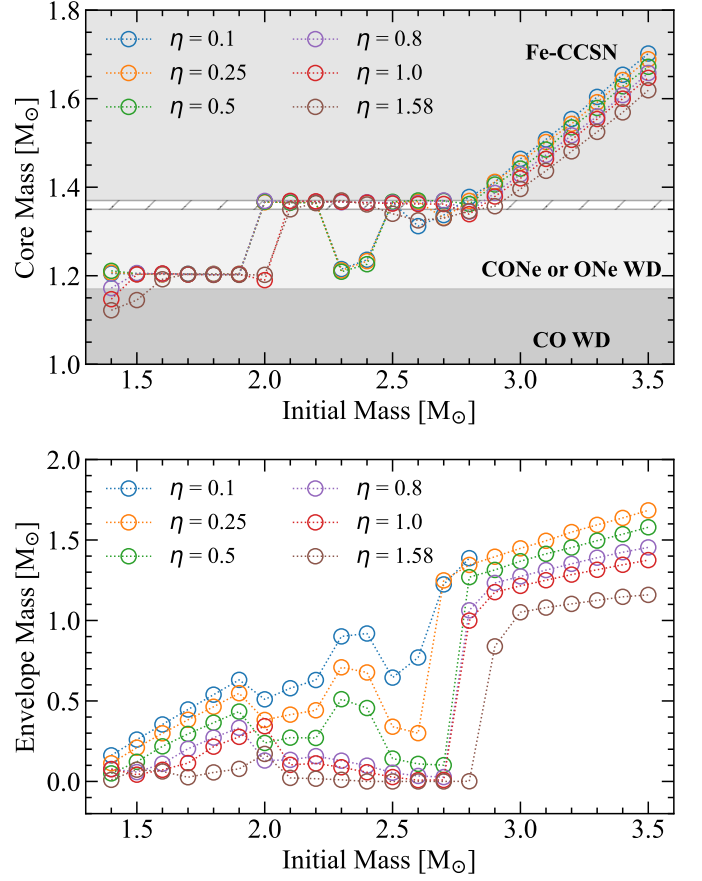 1.8
1.6
1.4
1.2
1.0
Core Mass [M⊙]
η = 0.1
η = 0.8
η = 0.25
η = 1.0
η = 0.5
η = 1.58
Fe-CCSN
CONe or ONe WD
CO WD
1.5
2.0
2.5
3.0
3.5
Initial Mass [M⊙]
2.0
1.5
1.0
0.5
0.0
Envelope Mass [M⊙]
η = 0.1
η = 0.8
η = 0.25
η = 1.0
η = 0.5
η = 1.58
1.5
2.0
2.5
3.0
3.5
Initial Mass [M⊙]